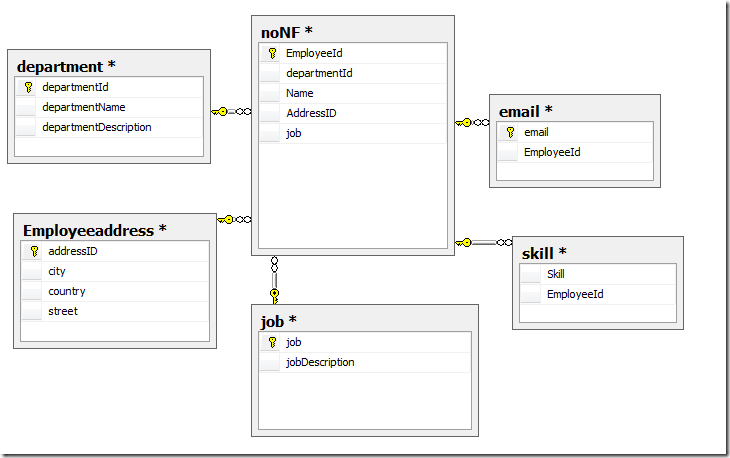 noNF *
EmployeeId
departmentId
Name
AddressID
job
department *
departmentId
departmentName
departmentDescription
email *
email
EmployeeId
Employeeaddress *
addressID
city
country
street
skill *
Skill
EmployeeId
job *
job
jobDescription